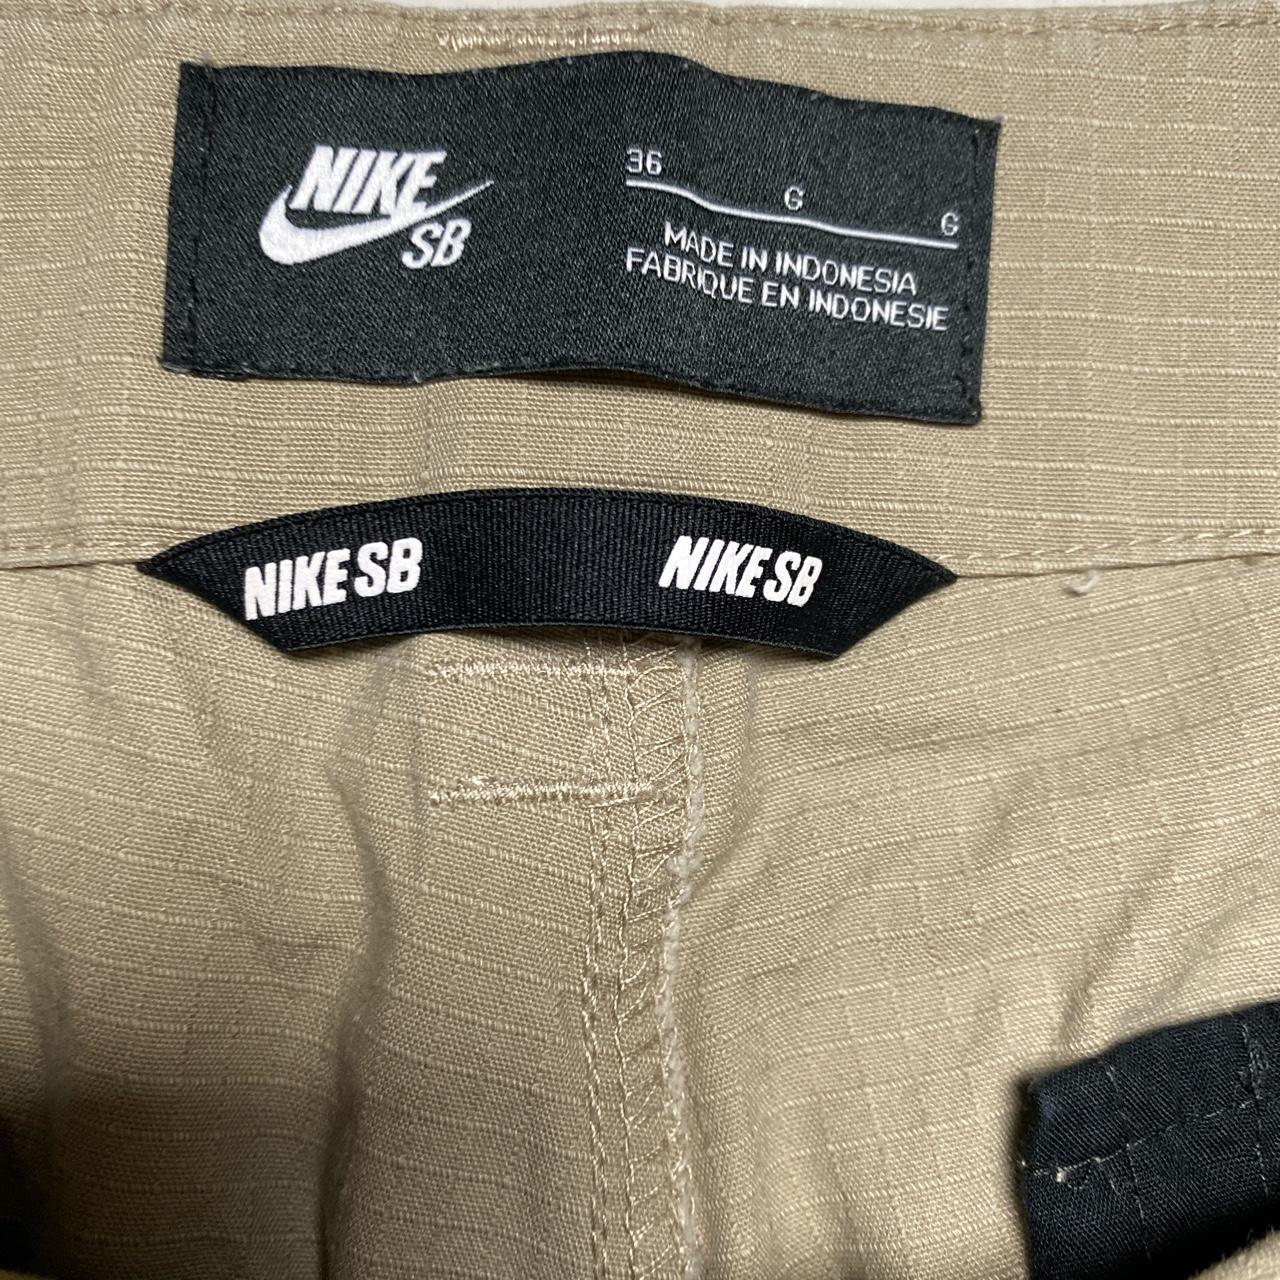 NIKE
SB
36
G
G
MADE IN INDONESIA
FABRIQUE EN INDONESIE
NIKE SB NIKE SB